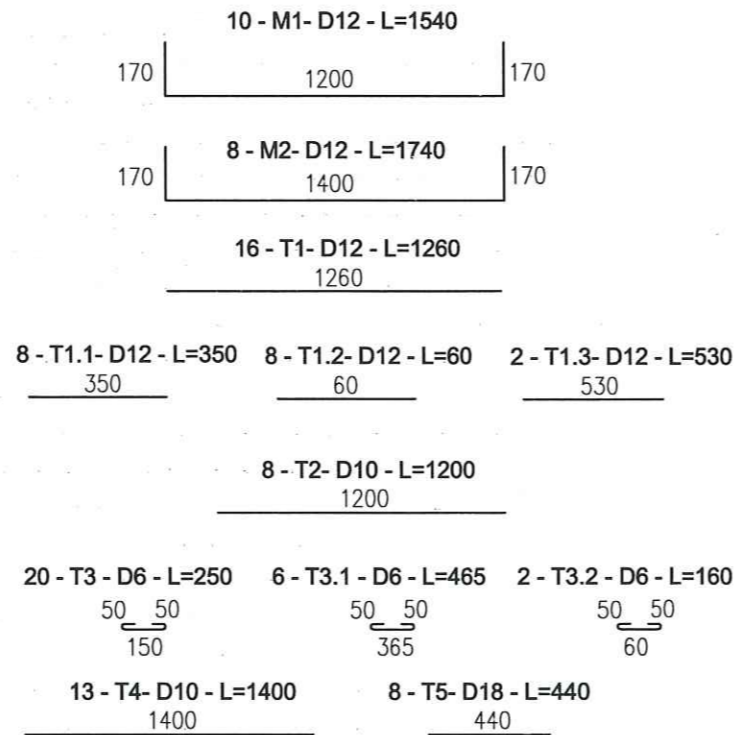 10 - M1- D12 - L=1540
170 1200 170
8 - M2- D12 - L=1740
170 1400 170
16 - T1- D12 - L=1260
1260
8 - T1.1- D12 - L=350 8 - T1.2- D12 - L=60 2 - T1.3- D12 - L=530
350 60 530
8 - T2- D10 - L=1200
1200
20 - T3 - D6 - L=250 6 - T3.1 - D6 - L=465 2 - T3.2 - D6 - L=160
50 50 50 50 50 50
150 365 60
13 - T4- D10 - L=1400 8 - T5- D18 - L=440
1400 440